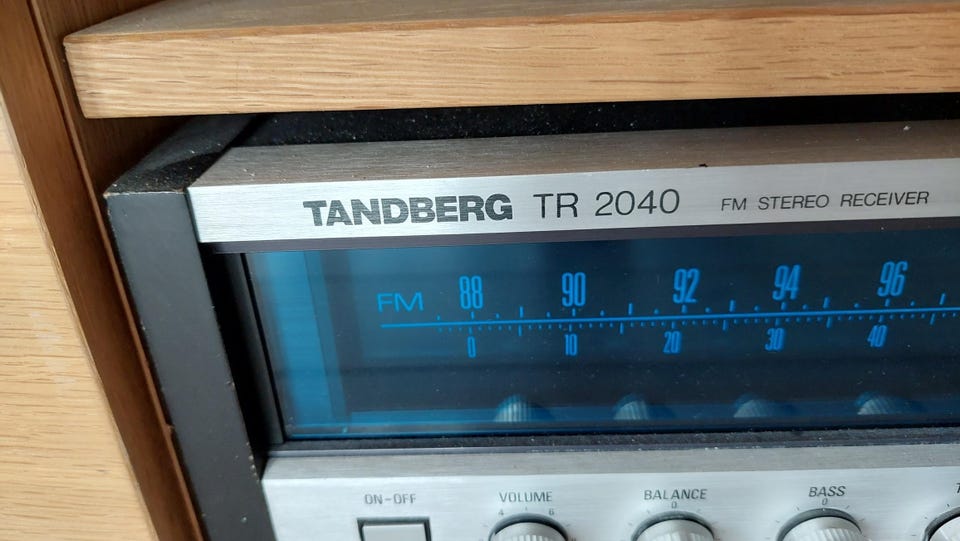 TANDBERG TR 2040 FM STEREO RECEIVER
FM 88 90 92 94 96
0 10 20 30 40
ON-OFF VOLUME BALANCE BASS T
4 6 0 0